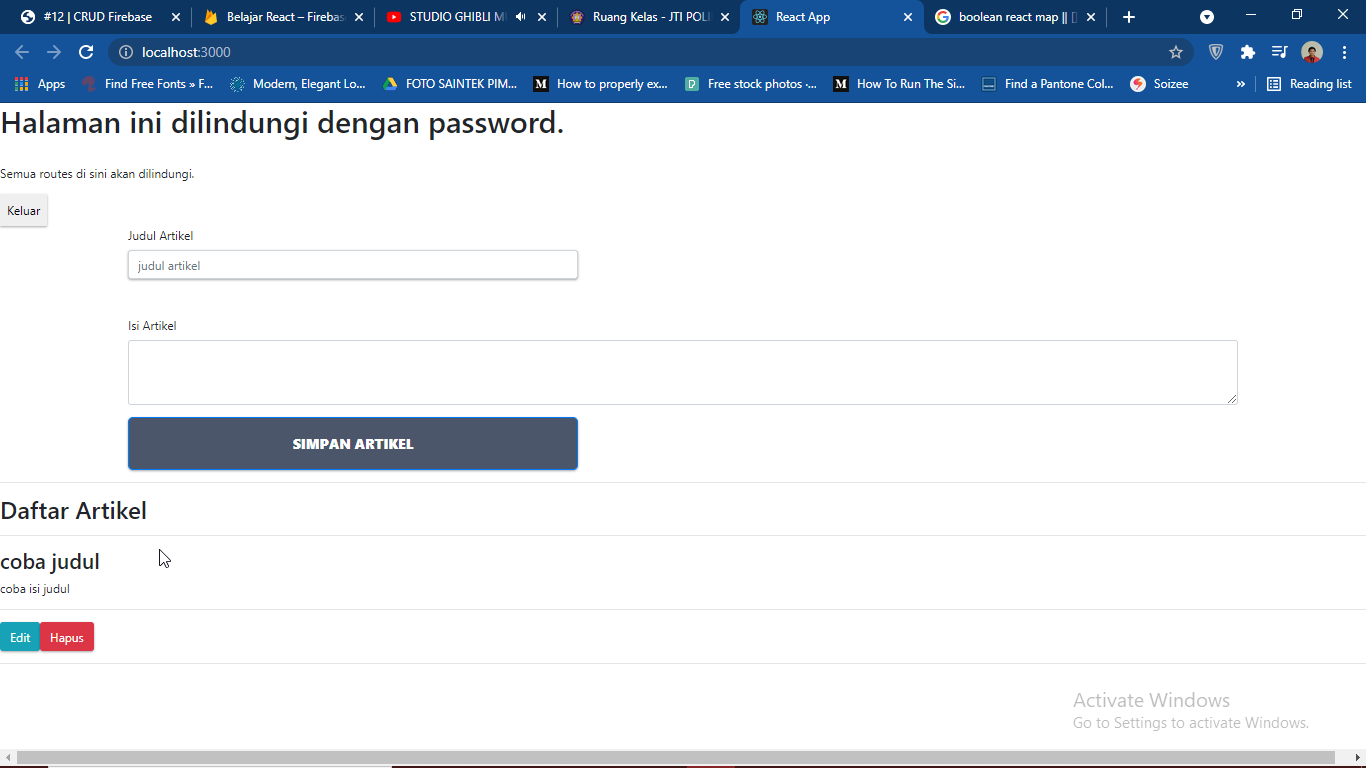 #12 | CRUD Firebase
Belajar React – Firebas
STUDIO GHIBLI M
Ruang Kelas - JTI POLI
React App
boolean react map ||
localhost:3000
Apps
Find Free Fonts » F...
Modern, Elegant Lo...
FOTO SAINTEK PIM...
How to properly ex...
Free stock photos ·...
How To Run The Si...
Find a Pantone Col...
Soizee
»
Reading list
Halaman ini dilindungi dengan password.
Semua routes di sini akan dilindungi.
Keluar
Judul Artikel
judul artikel
Isi Artikel
SIMPAN ARTIKEL
Daftar Artikel
coba judul
coba isi judul
Edit
Hapus
Activate Windows
Go to Settings to activate Windows.